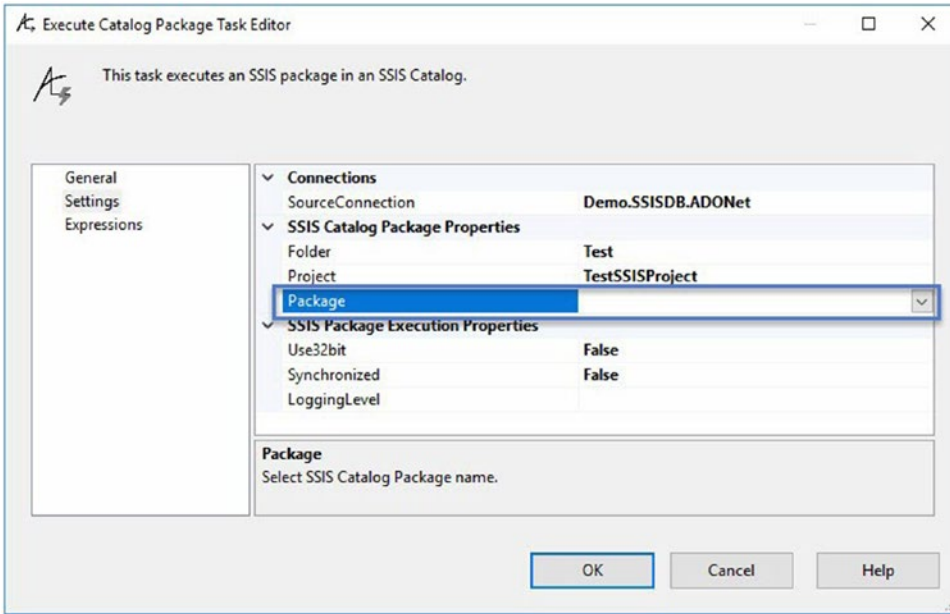 Execute Catalog Package Task Editor
This task executes an SSIS package in an SSIS Catalog.
General
Settings
Expressions
Connections
SourceConnection Demo.SSISDB.ADONet
SSIS Catalog Package Properties
Folder Test
Project TestSSISProject
Package
SSIS Package Execution Properties
Use32bit False
Synchronized False
LoggingLevel
Package
Select SSIS Catalog Package name.
OK Cancel Help